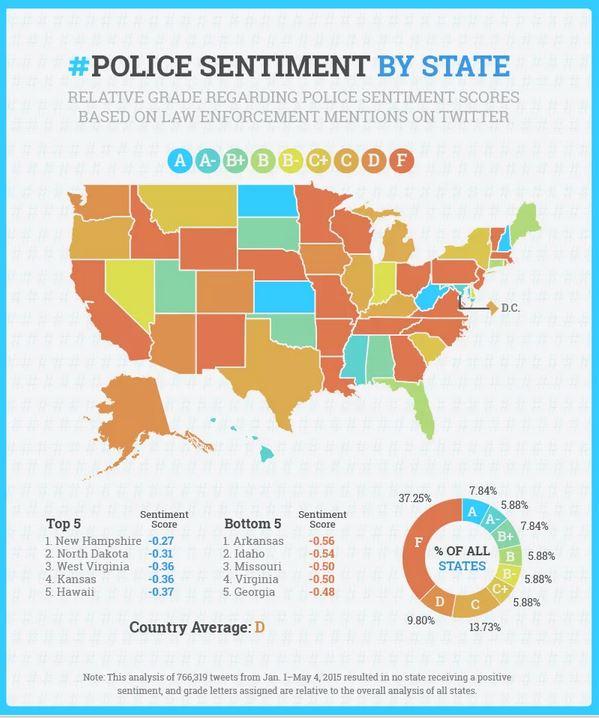 #POLICE SENTIMENT BY STATE
RELATIVE GRADE REGARDING POLICE SENTIMENT SCORES
BASED ON LAW ENFORCEMENT MENTIONS ON TWITTER
A A- B+ B B- C+ C D F
D.C.
Top 5 Sentiment Score
1. New Hampshire -0.27
2. North Dakota -0.31
3. West Virginia -0.36
4. Kansas -0.36
5. Hawaii -0.37
Bottom 5 Sentiment Score
1. Arkansas -0.56
2. Idaho -0.54
3. Missouri -0.50
4. Virginia -0.50
5. Georgia -0.48
Country Average: D
% OF ALL
STATES
A 7.84%
A- 5.88%
B+ 7.84%
B 5.88%
B- 5.88%
C+ 5.88%
C 13.73%
D 9.80%
F 37.25%
Note: This analysis of 766,319 tweets from Jan. 1–May 4, 2015 resulted in no state receiving a positive
sentiment, and grade letters assigned are relative to the overall analysis of all states.